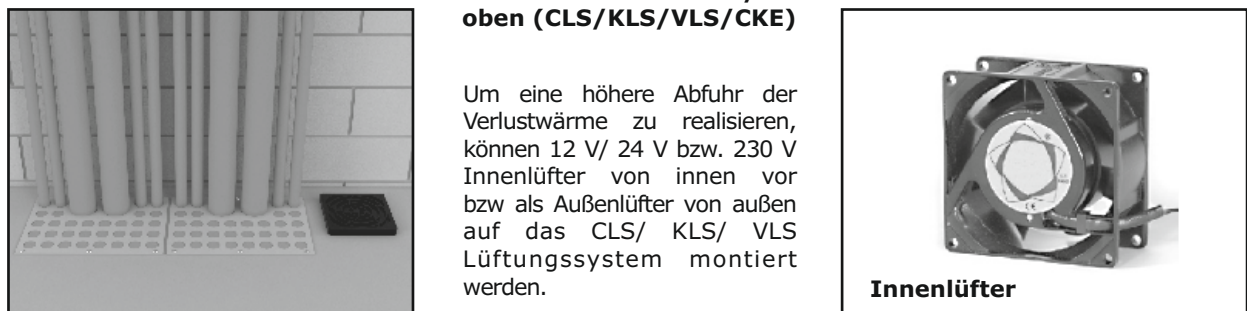 oben (CLS/KLS/VLS/CKE)
Um eine höhere Abfuhr der
Verlustwärme zu realisieren,
können 12 V/ 24 V bzw. 230 V
Innenlüfter von innen vor
bzw als Außenlüfter von außen
auf das CLS/ KLS/ VLS
Lüftungssystem montiert
werden.
Innenlüfter